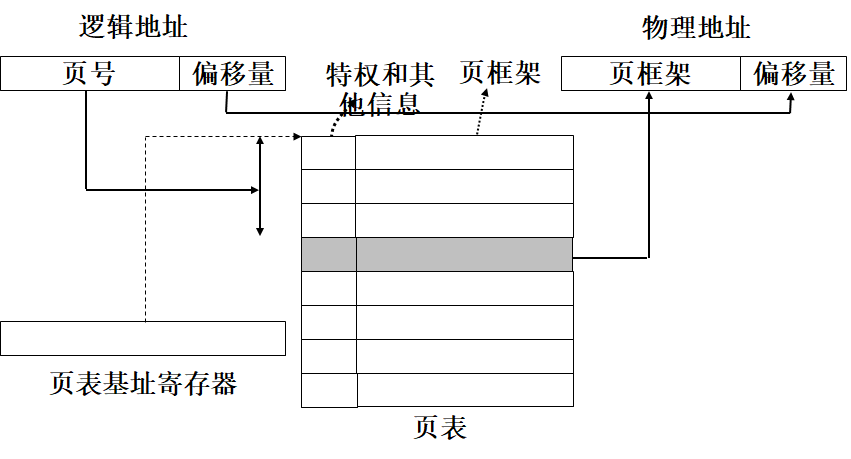 逻辑地址
物理地址
页号
偏移量
特权和其
他信息
页框架
页框架
偏移量
页表基址寄存器
页表